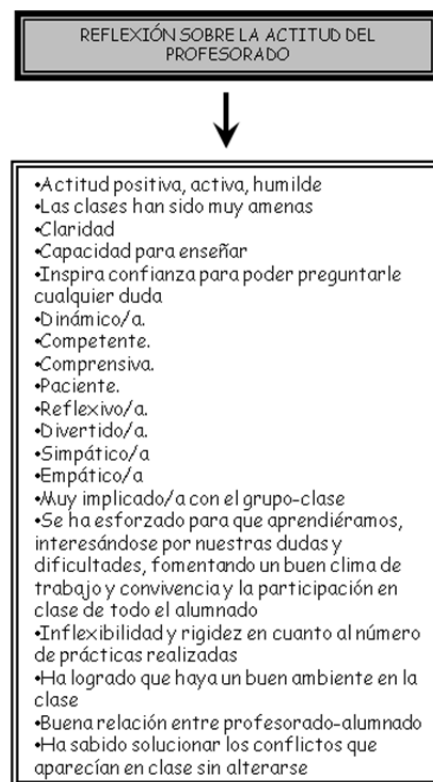 REFLEXIÓN SOBRE LA ACTITUD DEL
PROFESORADO
•Actitud positiva, activa, humilde
•Las clases han sido muy amenas
•Claridad
•Capacidad para enseñar
•Inspira confianza para poder preguntarle
cualquier duda
•Dinámico/a.
•Competente.
•Comprensiva.
•Paciente.
•Reflexivo/a.
•Divertido/a.
•Simpático/a
•Empático/a
•Muy implicado/a con el grupo-clase
•Se ha esforzado para que aprendiéramos,
interesándose por nuestras dudas y
dificultades, fomentando un buen clima de
trabajo y convivencia y la participación en
clase de todo el alumnado
•Inflexibilidad y rigidez en cuanto al número
de prácticas realizadas
•Ha logrado que haya un buen ambiente en la
clase
•Buena relación entre profesorado-alumnado
•Ha sabido solucionar los conflictos que
aparecían en clase sin alterarse